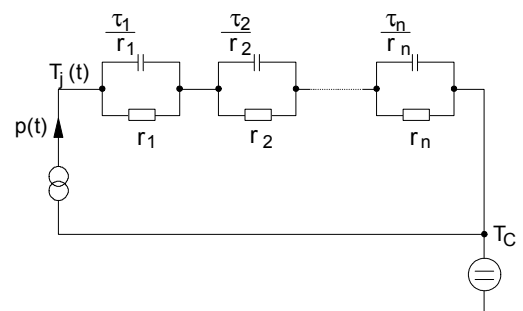 τ1 τ2 τn
r1 r2 rn
Tj(t)
r1 r2 rn
p(t)
TC